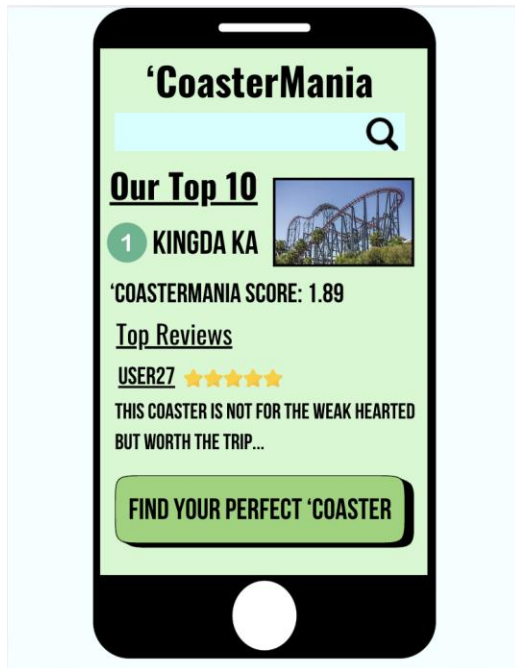 ‘CoasterMania
Our Top 10
1 KINGDA KA
‘COASTERMANIA SCORE: 1.89
Top Reviews
USER27
THIS COASTER IS NOT FOR THE WEAK HEARTED
BUT WORTH THE TRIP...
FIND YOUR PERFECT ‘COASTER